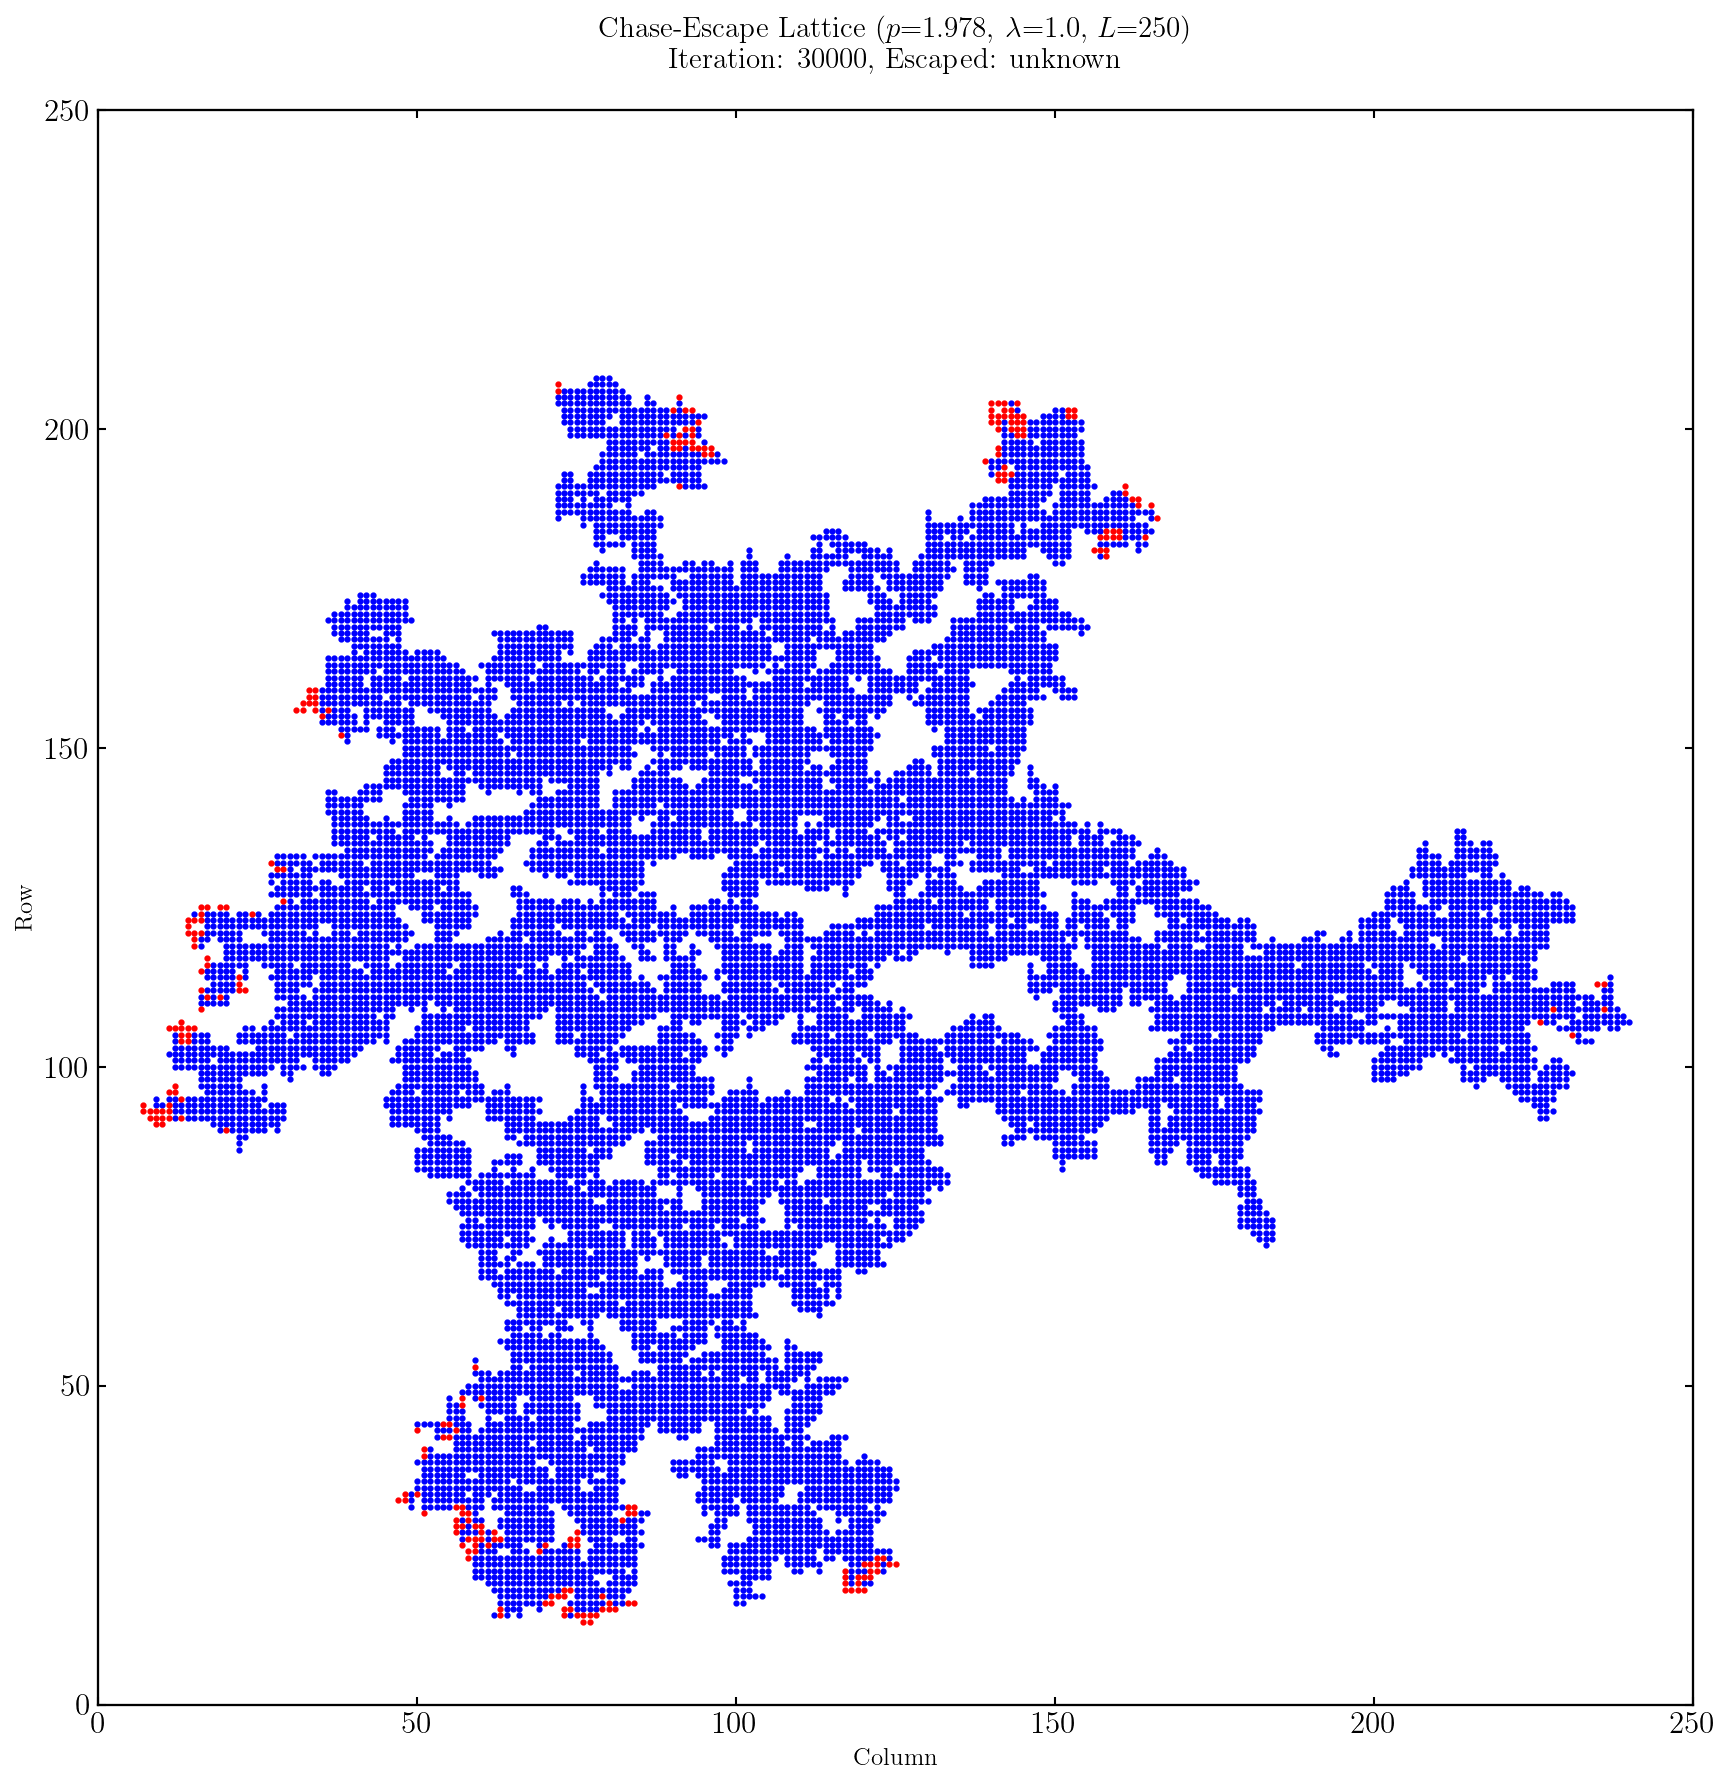 Chase-Escape Lattice (p=1.978, λ=1.0, L=250)
Iteration: 30000, Escaped: unknown
250
200
150
100
50
0
Row
0 50 100 150 200 250
Column